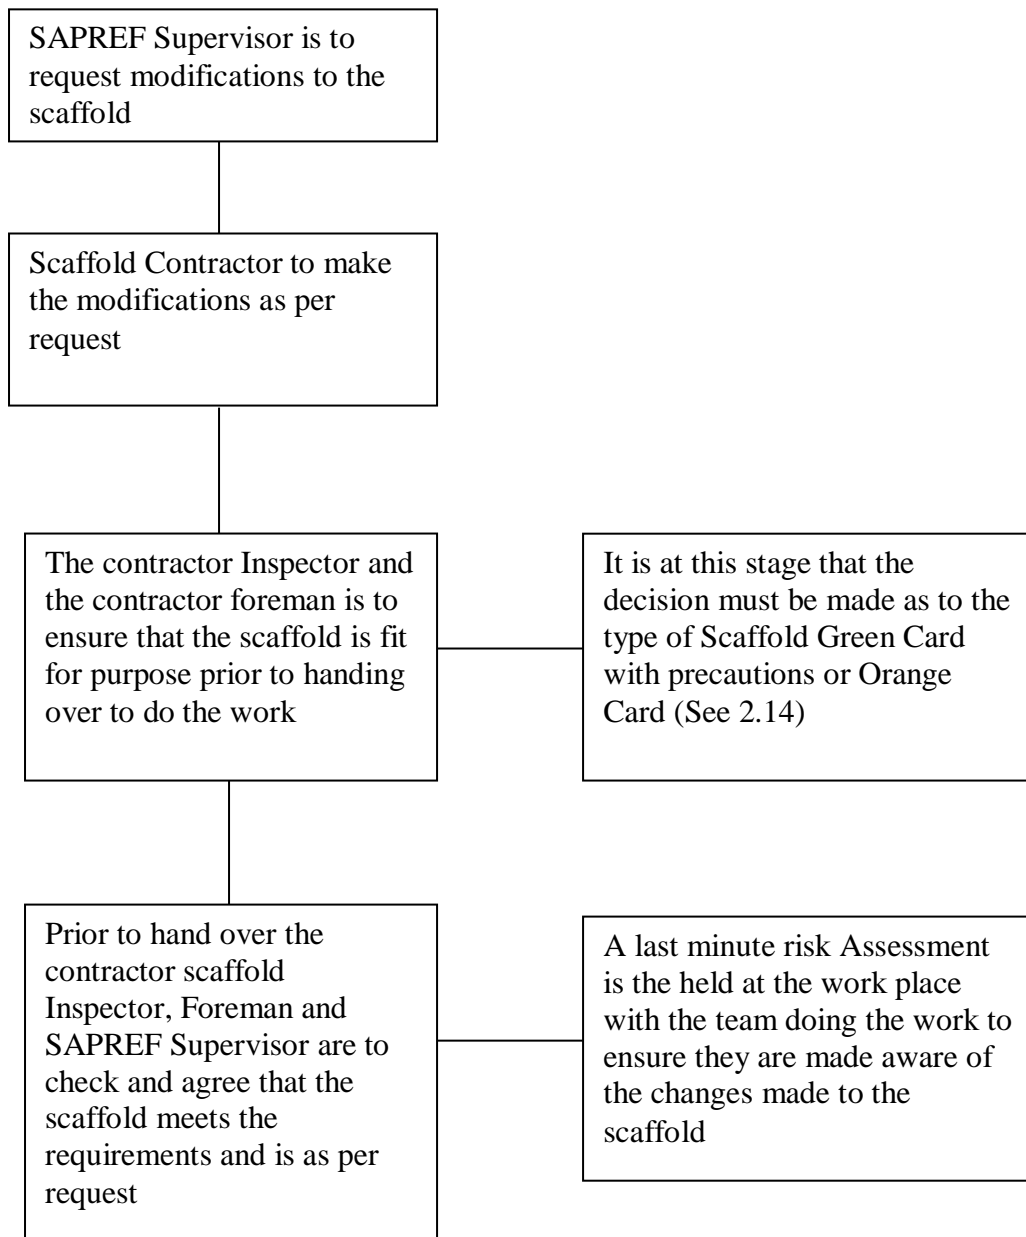 SAPREF Supervisor is to
request modifications to the
scaffold
Scaffold Contractor to make
the modifications as per
request
The contractor Inspector and
the contractor foreman is to
ensure that the scaffold is fit
for purpose prior to handing
over to do the work
It is at this stage that the
decision must be made as to the
type of Scaffold Green Card
with precautions or Orange
Card (See 2.14)
Prior to hand over the
contractor scaffold
Inspector, Foreman and
SAPREF Supervisor are to
check and agree that the
scaffold meets the
requirements and is as per
request
A last minute risk Assessment
is the held at the work place
with the team doing the work to
ensure they are made aware of
the changes made to the
scaffold